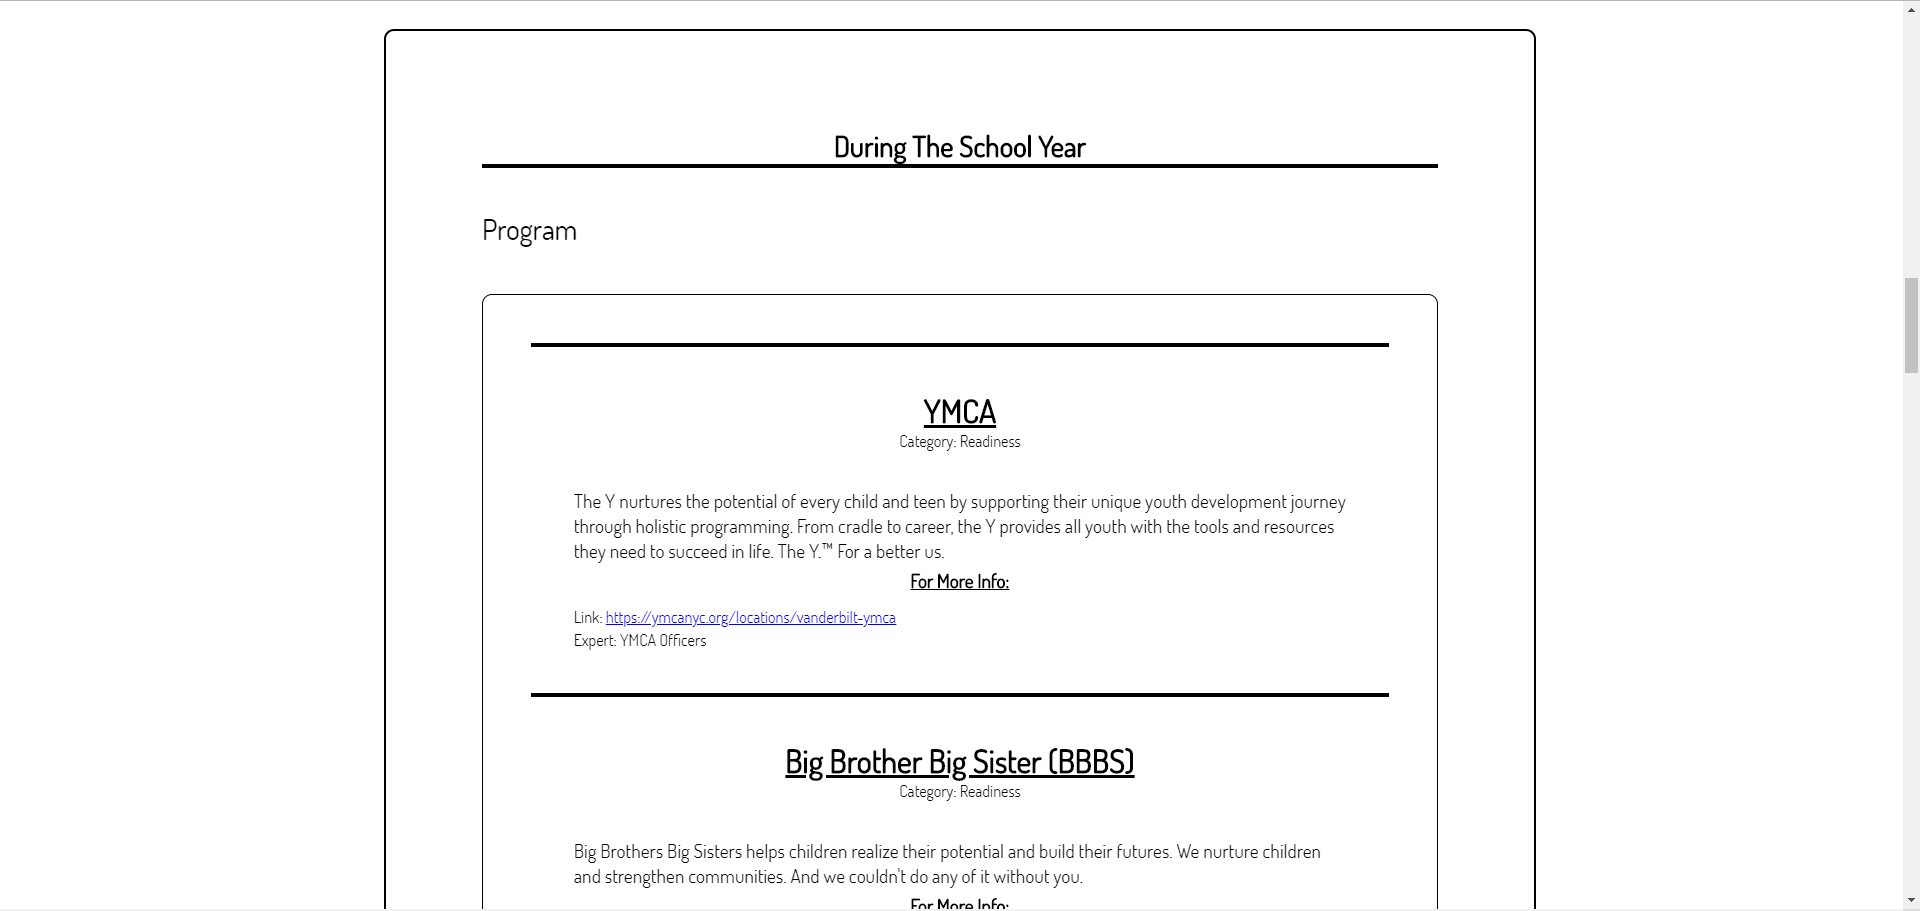 During The School Year
Program
YMCA
Category: Readiness
The Y nurtures the potential of every child and teen by supporting their unique youth development journey
through holistic programming. From cradle to career, the Y provides all youth with the tools and resources
they need to succeed in life. The Y.™ For a better us.
For More Info:
Link: https://ymcanyc.org/locations/vanderbilt-ymca
Expert: YMCA Officers
Big Brother Big Sister (BBBS)
Category: Readiness
Big Brothers Big Sisters helps children realize their potential and build their futures. We nurture children
and strengthen communities. And we couldn't do any of it without you.
For More Info: